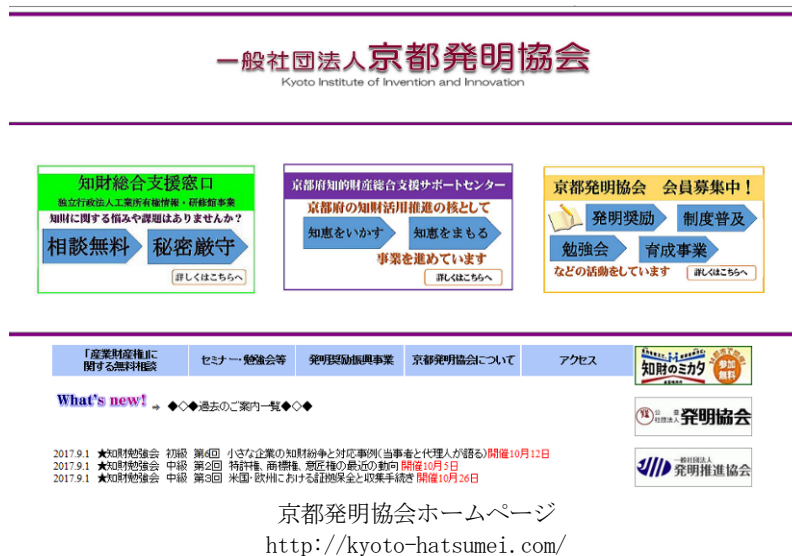 一般社団法人京都発明協会
Kyoto Institute of Invention and Innovation
知財総合支援窓口
独立行政法人工業所有権情報・研修館事業
知財に関する悩みや課題はありませんか？
相談無料 秘密厳守
詳しくはこちらへ
京都府知的財産総合支援サポートセンター
京都府の知財活用推進の核として
知恵をいかす 知恵をまもる
事業を進めています
詳しくはこちらへ
京都発明協会 会員募集中！
発明奨励 制度普及
勉強会 育成事業
などの活動をしています 詳しくはこちらへ
「産業財産権」に
関する無料相談
セミナー・勉強会等
発明奨励振興事業
京都発明協会について
アクセス
知財のミカタ 参加無料
What's new! → ◆◇◆過去のご案内一覧◆◇◆
公益社団法人 発明協会
2017.9.1 ★知財勉強会 初級 第6回 小さな企業の知財紛争と対応事例(当事者と代理人が語る)開催10月12日
2017.9.1 ★知財勉強会 中級 第2回 特許権、商標権、意匠権の最近の動向 開催10月5日
2017.9.1 ★知財勉強会 中級 第3回 米国・欧州における証拠保全と収集手続き 開催10月26日
一般社団法人
発明推進協会
京都発明協会ホームページ
http://kyoto-hatsumei.com/